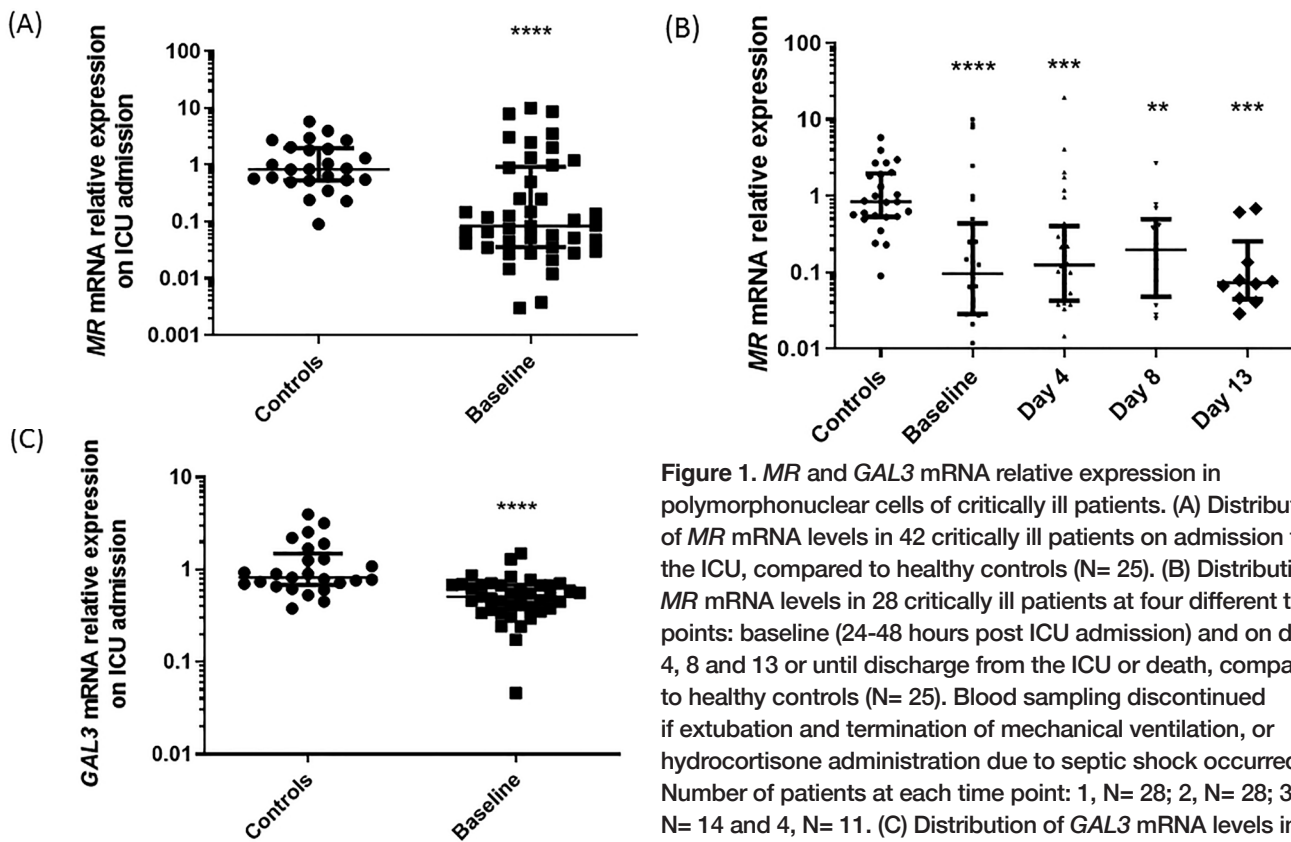 (A)
MR mRNA relative expression
on ICU admission
****
100
10
1
0.1
0.01
0.001
Controls
Baseline
(B)
MR mRNA relative expression
100
10
1
0.1
0.01
****
***
**
***
Controls
Baseline
Day 4
Day 8
Day 13
(C)
GAL3 mRNA relative expression
on ICU admission
10
1
0.1
0.01
****
Controls
Baseline
Figure 1. MR and GAL3 mRNA relative expression in
polymorphonuclear cells of critically ill patients. (A)
of MR mRNA levels in 42 critically ill patients on admission
the ICU, compared to healthy controls (N= 25). (B)
MR mRNA levels in 28 critically ill patients at four different
points: baseline (24-48 hours post ICU admission) and on
4, 8 and 13 or until discharge from the ICU or death,
to healthy controls (N= 25). Blood sampling discontinued
if extubation and termination of mechanical ventilation, or
hydrocortisone administration due to septic shock occurred
Number of patients at each time point: 1, N= 28; 2, N= 28; 3
N= 14 and 4, N= 11. (C) Distribution of GAL3 mRNA levels in